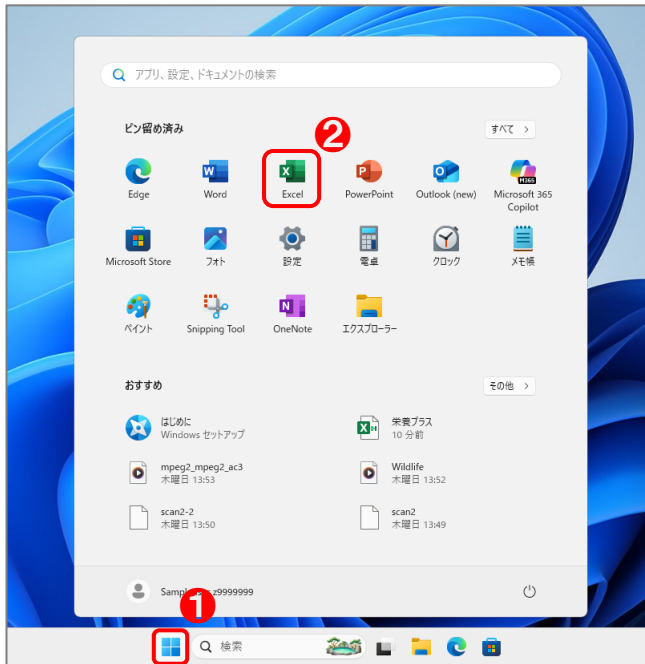 アプリ、設定、ドキュメントの検索
ピン留め済み
2
すべて >
Edge
Word
Excel
PowerPoint
Outlook (new)
Microsoft 365
Copilot
Microsoft Store
フォト
設定
電卓
クロック
メモ帳
ペイント
Snipping Tool
OneNote
エクスプローラー
おすすめ
その他 >
はじめに
Windows セットアップ
栄養プラス
10 分前
mpeg2_mpeg2_ac3
木曜日 13:53
Wildlife
木曜日 13:52
scan2-2
木曜日 13:50
scan2
木曜日 13:49
z9999999
1
検索